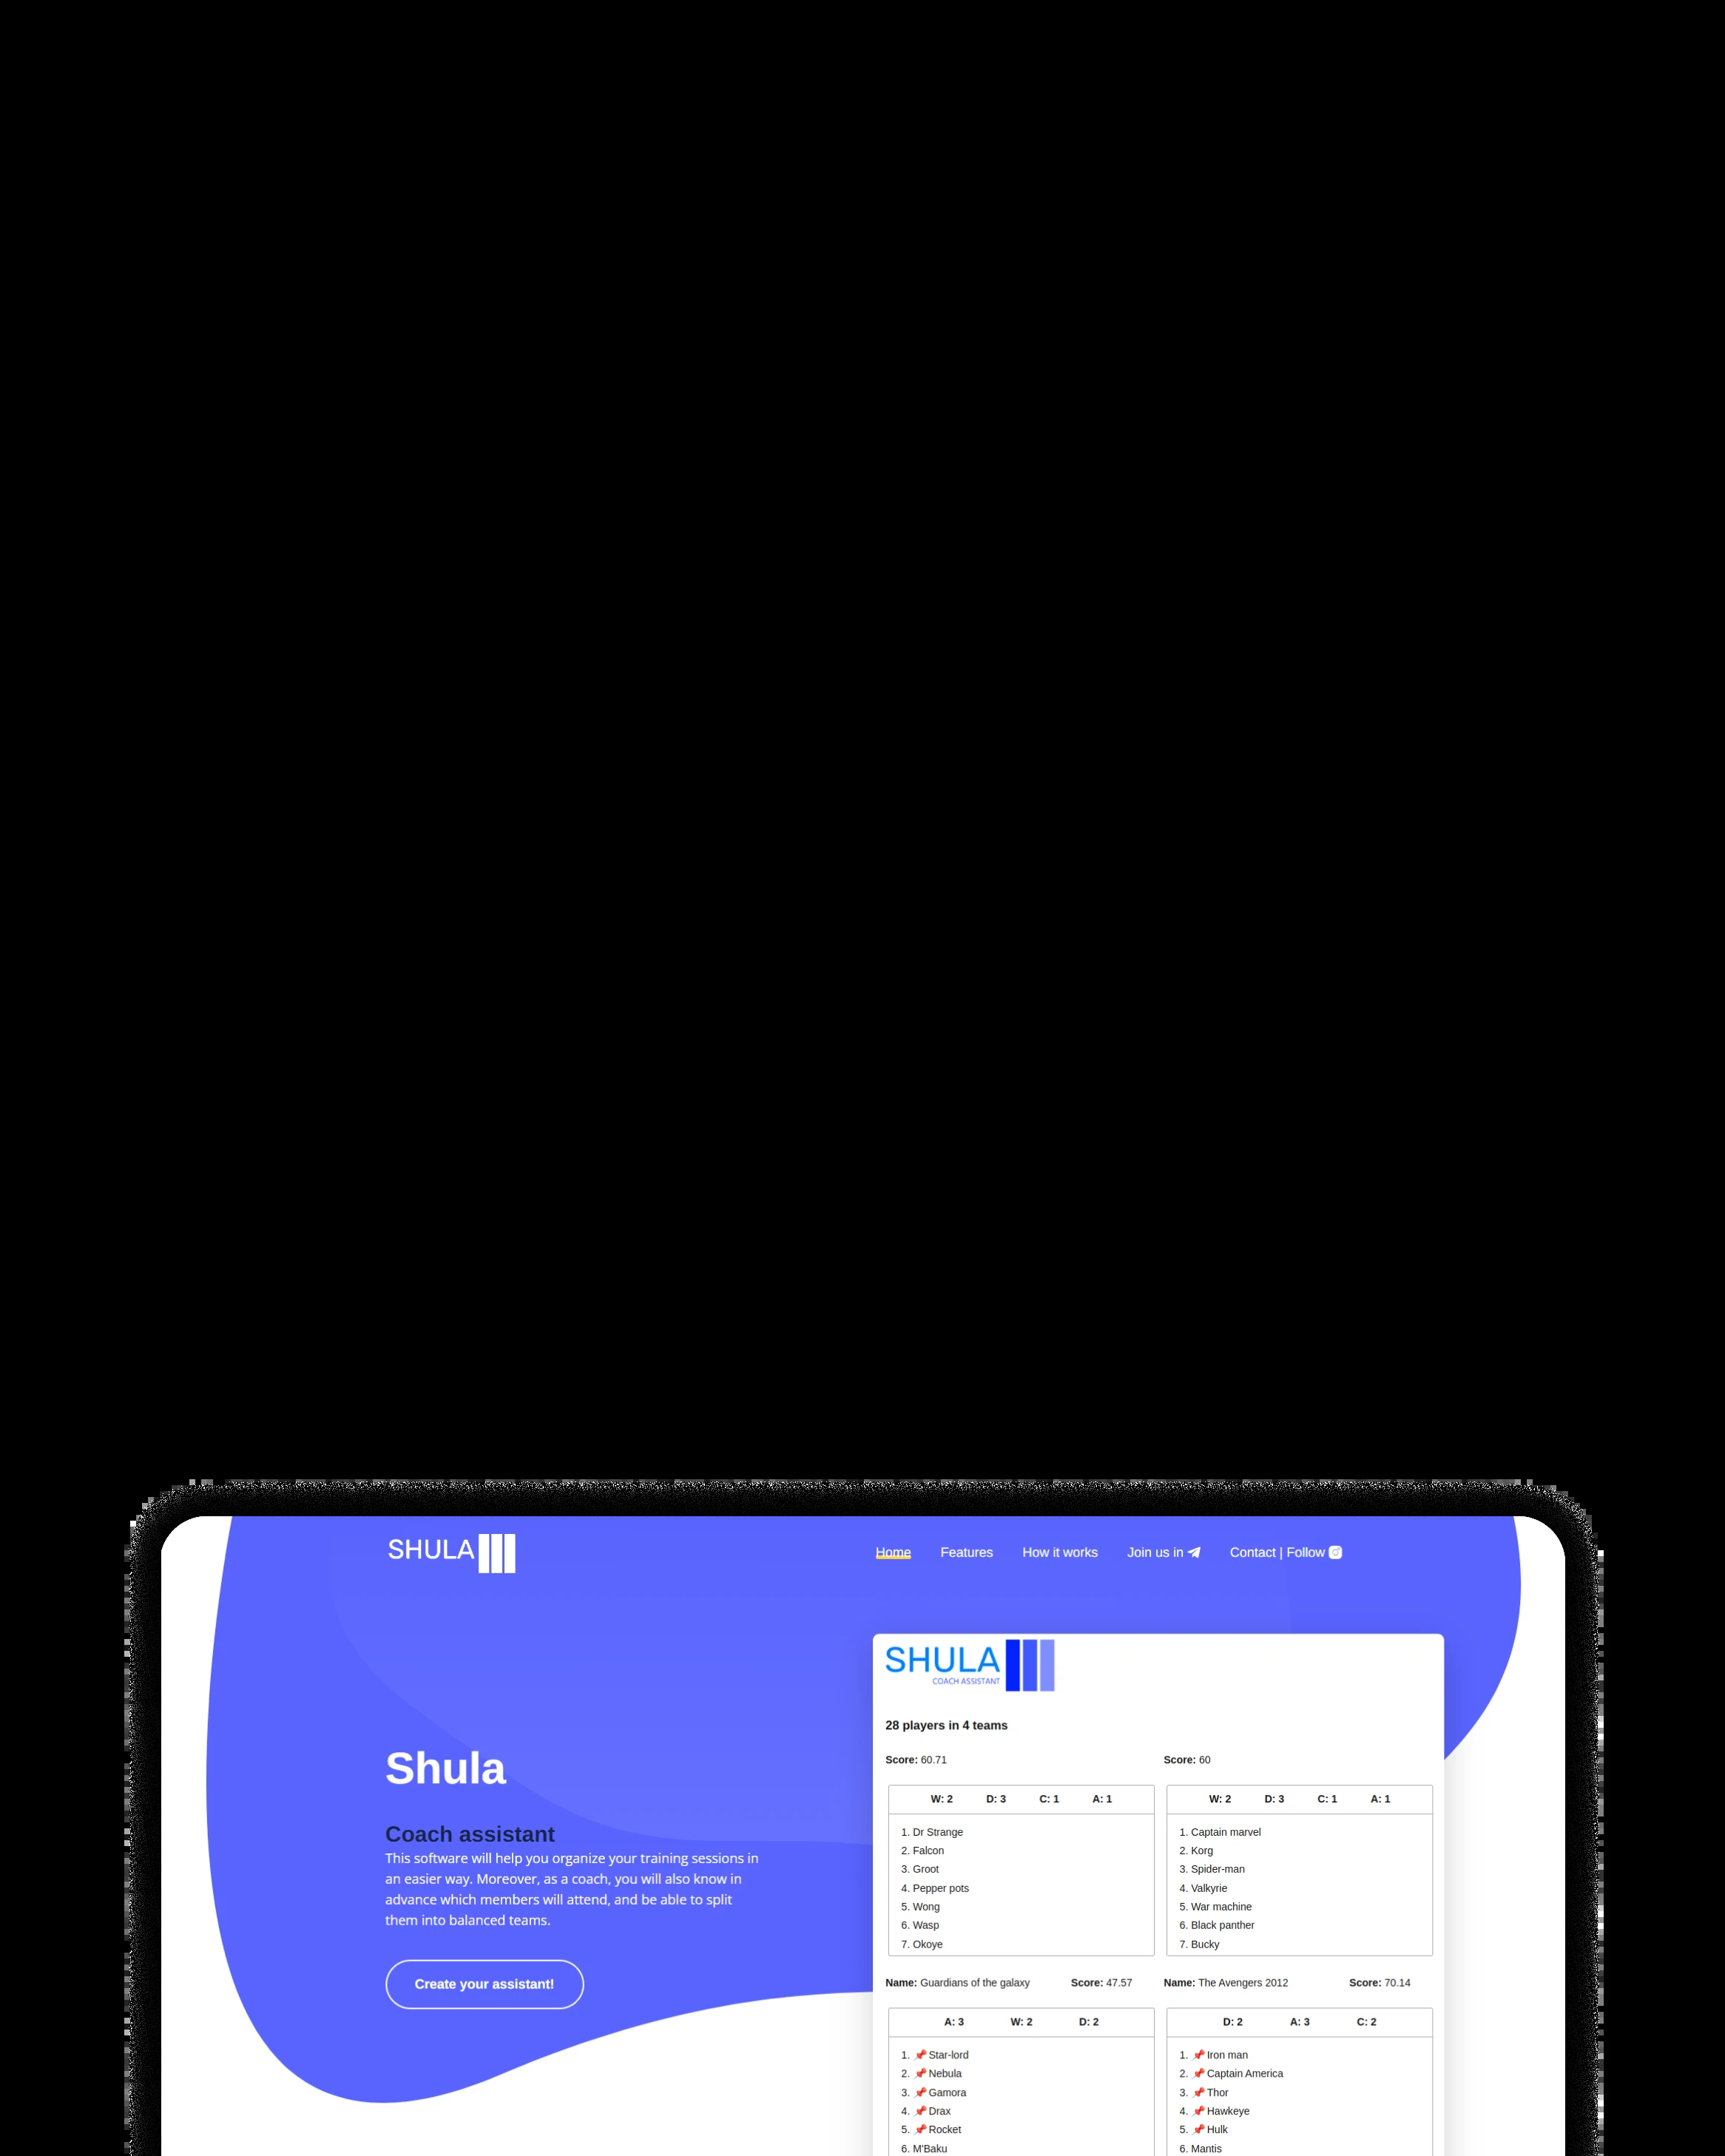 SHULA
Home Features How it works Join us in Contact | Follow
Shula
Coach assistant
This software will help you organize your training sessions in
an easier way. Moreover, as a coach, you will also know in
advance which members will attend, and be able to split
them into balanced teams.
Create your assistant!
SHULA
COACH ASSISTANT
28 players in 4 teams
Score: 60.71
W: 2 D: 3 C: 1 A: 1
1. Dr Strange
2. Falcon
3. Groot
4. Pepper pots
5. Wong
6. Wasp
7. Okoye
Score: 60
W: 2 D: 3 C: 1 A: 1
1. Captain marvel
2. Korg
3. Spider-man
4. Valkyrie
5. War machine
6. Black panther
7. Bucky
Name: Guardians of the galaxy Score: 47.57
A: 3 W: 2 D: 2
1. 📌 Star-lord
2. 📌 Nebula
3. 📌 Gamora
4. 📌 Drax
5. 📌 Rocket
6. M'Baku
Name: The Avengers 2012 Score: 70.14
D: 2 A: 3 C: 2
1. 📌 Iron man
2. 📌 Captain America
3. 📌 Thor
4. 📌 Hawkeye
5. 📌 Hulk
6. Mantis